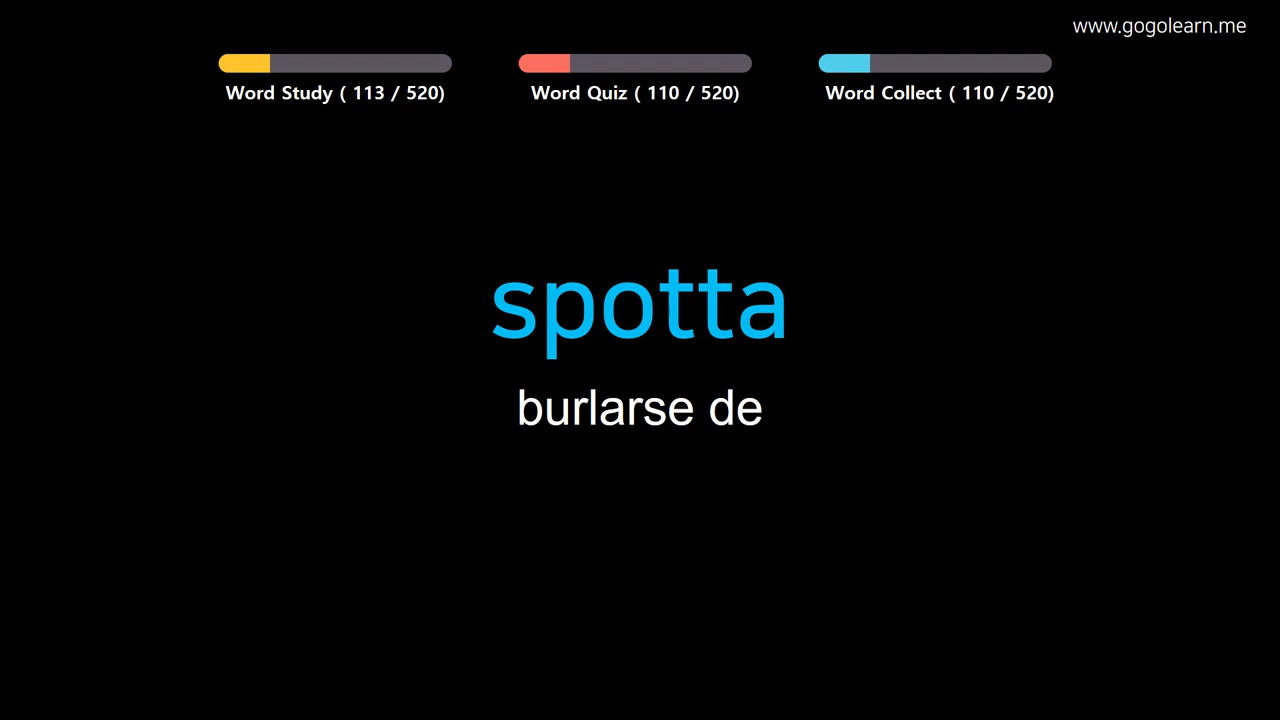 www.gogolearn.me
Word Study ( 113 / 520)
Word Quiz ( 110 / 520)
Word Collect ( 110 / 520)
spotta
burlarse de